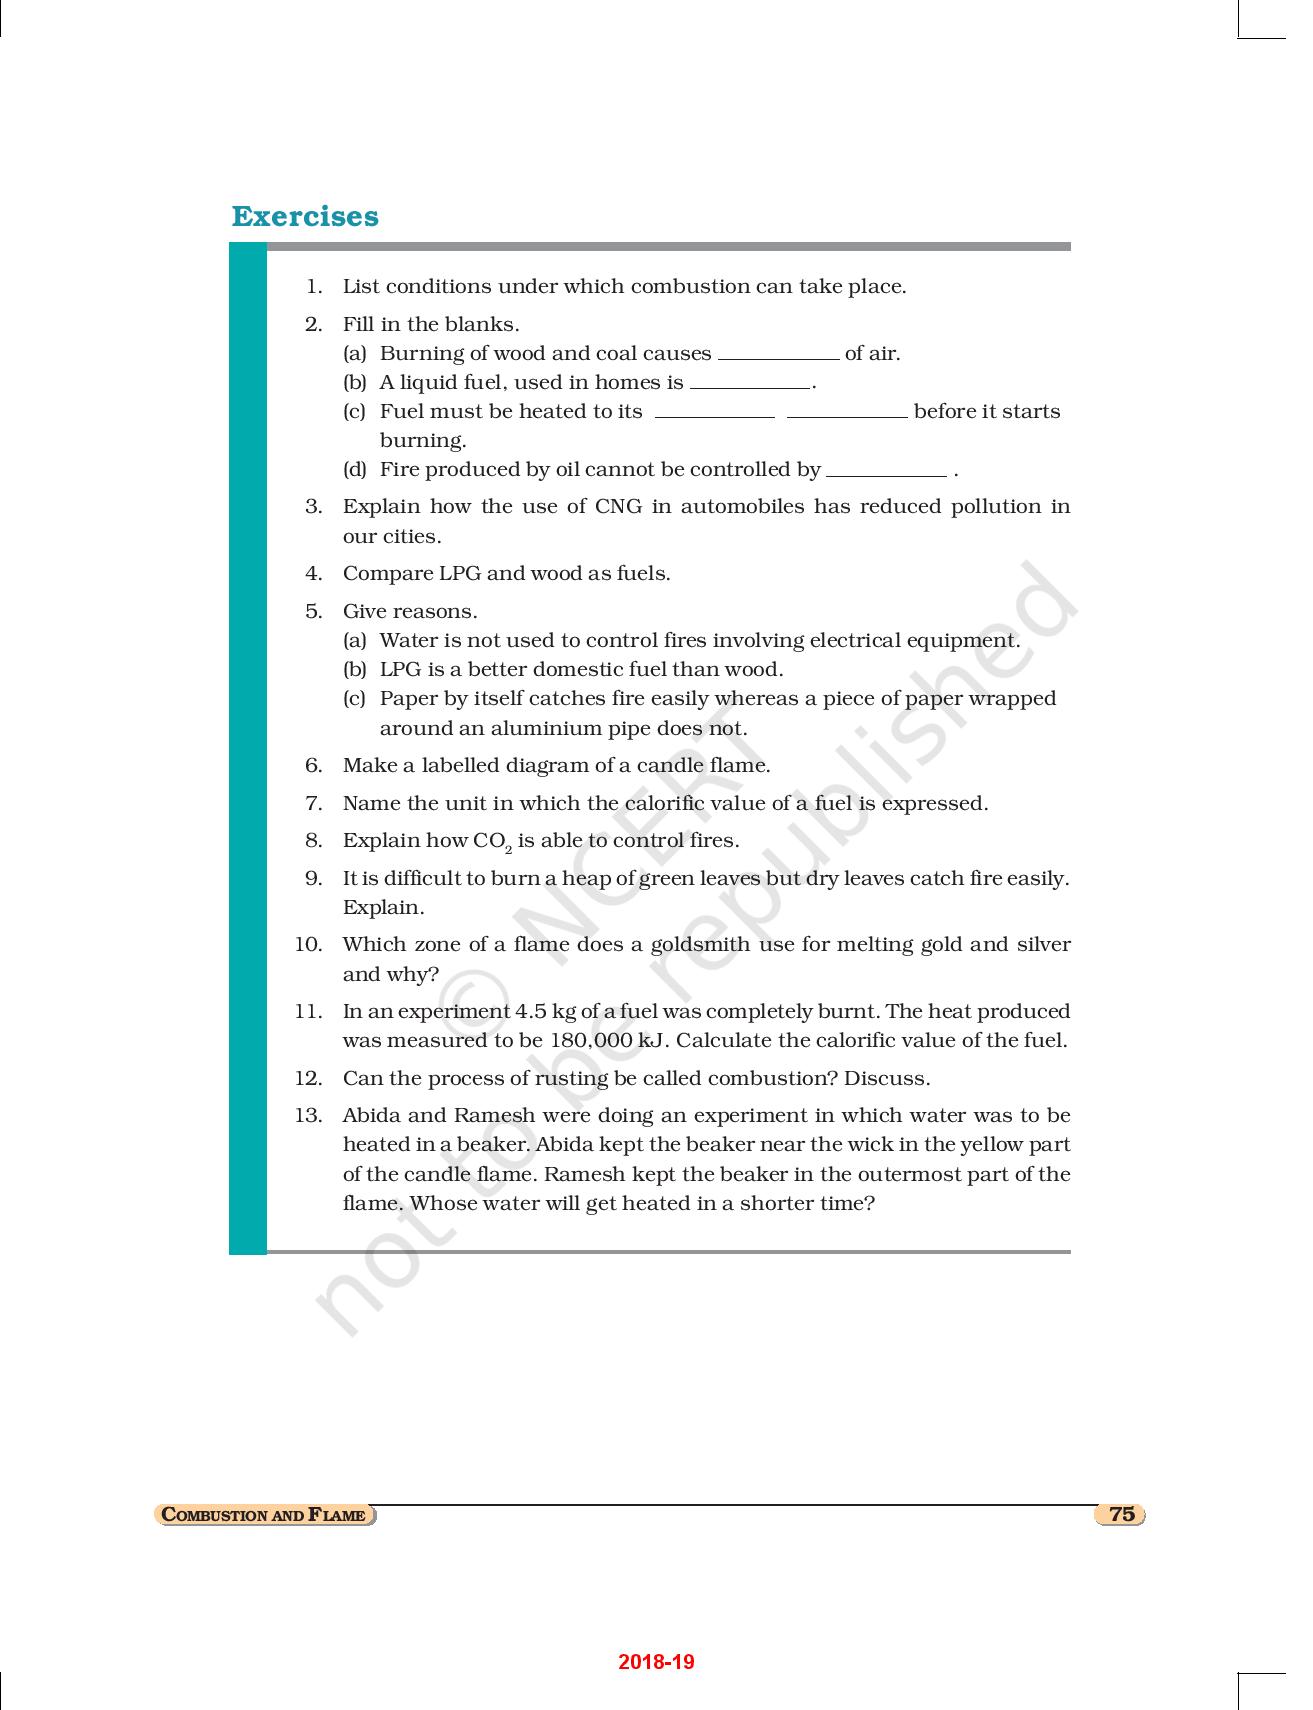 Exercises
1. List conditions under which combustion can take place.
2. Fill in the blanks.
(a) Burning of wood and coal causes ___________ of air.
(b) A liquid fuel, used in homes is ___________.
(c) Fuel must be heated to its ___________ ___________ before it starts
burning.
(d) Fire produced by oil cannot be controlled by ___________ .
3. Explain how the use of CNG in automobiles has reduced pollution in
our cities.
4. Compare LPG and wood as fuels.
5. Give reasons.
(a) Water is not used to control fires involving electrical equipment.
(b) LPG is a better domestic fuel than wood.
(c) Paper by itself catches fire easily whereas a piece of paper wrapped
around an aluminium pipe does not.
6. Make a labelled diagram of a candle flame.
7. Name the unit in which the calorific value of a fuel is expressed.
8. Explain how CO2 is able to control fires.
9. It is difficult to burn a heap of green leaves but dry leaves catch fire easily.
Explain.
10. Which zone of a flame does a goldsmith use for melting gold and silver
and why?
11. In an experiment 4.5 kg of a fuel was completely burnt. The heat produced
was measured to be 180,000 kJ. Calculate the calorific value of the fuel.
12. Can the process of rusting be called combustion? Discuss.
13. Abida and Ramesh were doing an experiment in which water was to be
heated in a beaker. Abida kept the beaker near the wick in the yellow part
of the candle flame. Ramesh kept the beaker in the outermost part of the
flame. Whose water will get heated in a shorter time?
© NCERT
not to be republished
COMBUSTION AND FLAME
75
2018-19